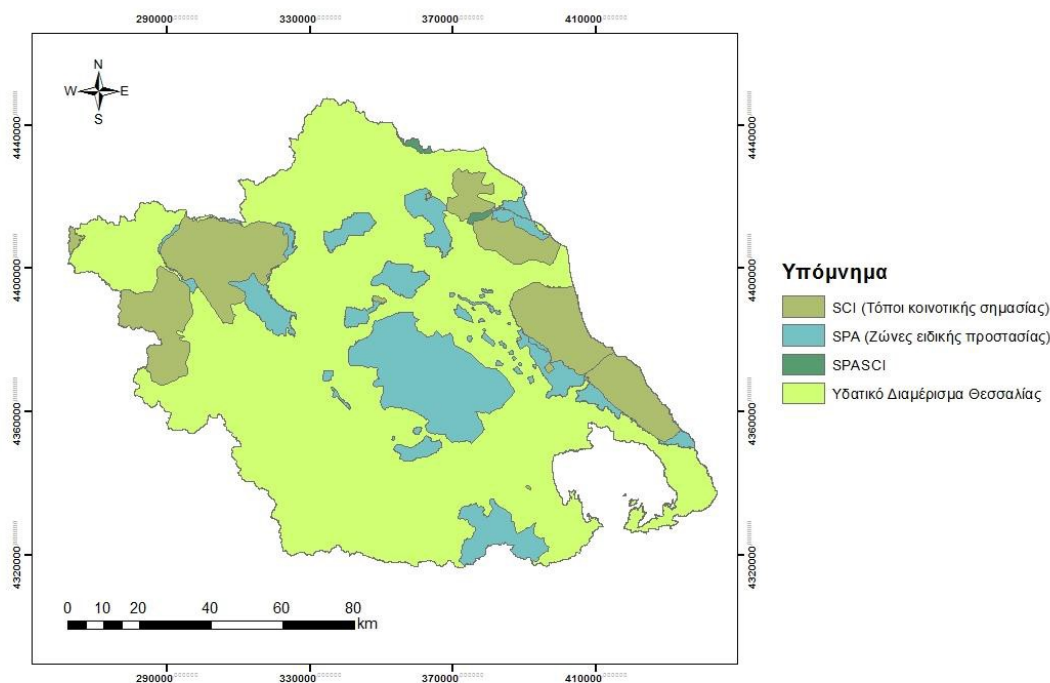 290000 330000 370000 410000
N
W E
S
4440000 4440000
4400000 4400000
4360000 4360000
4320000 4320000
Υπόμνημα
SCI (Τόποι κοινοτικής σημασίας)
SPA (Ζώνες ειδικής προστασίας)
SPASCI
Υδατικό Διαμέρισμα Θεσσαλίας
0 10 20 40 60 80
km
290000 330000 370000 410000